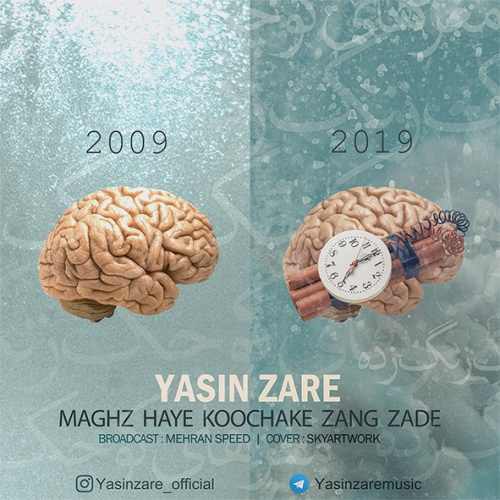 2009
2019
YASIN ZARE
MAGHZ HAYE KOOCHAKE ZANG ZADE
BROADCAST : MEHRAN SPEED | COVER : SKYARTWORK
Yasinzare_official
Yasinzaremusic